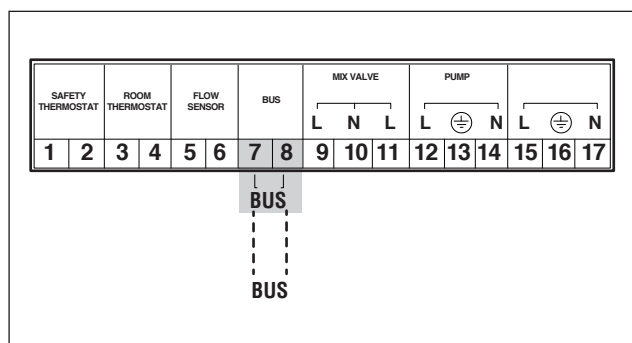 SAFETY THERMOSTAT ROOM THERMOSTAT FLOW SENSOR BUS MIX VALVE PUMP
L N L L N L N
1 2 3 4 5 6 7 8 9 10 11 12 13 14 15 16 17
BUS
BUS